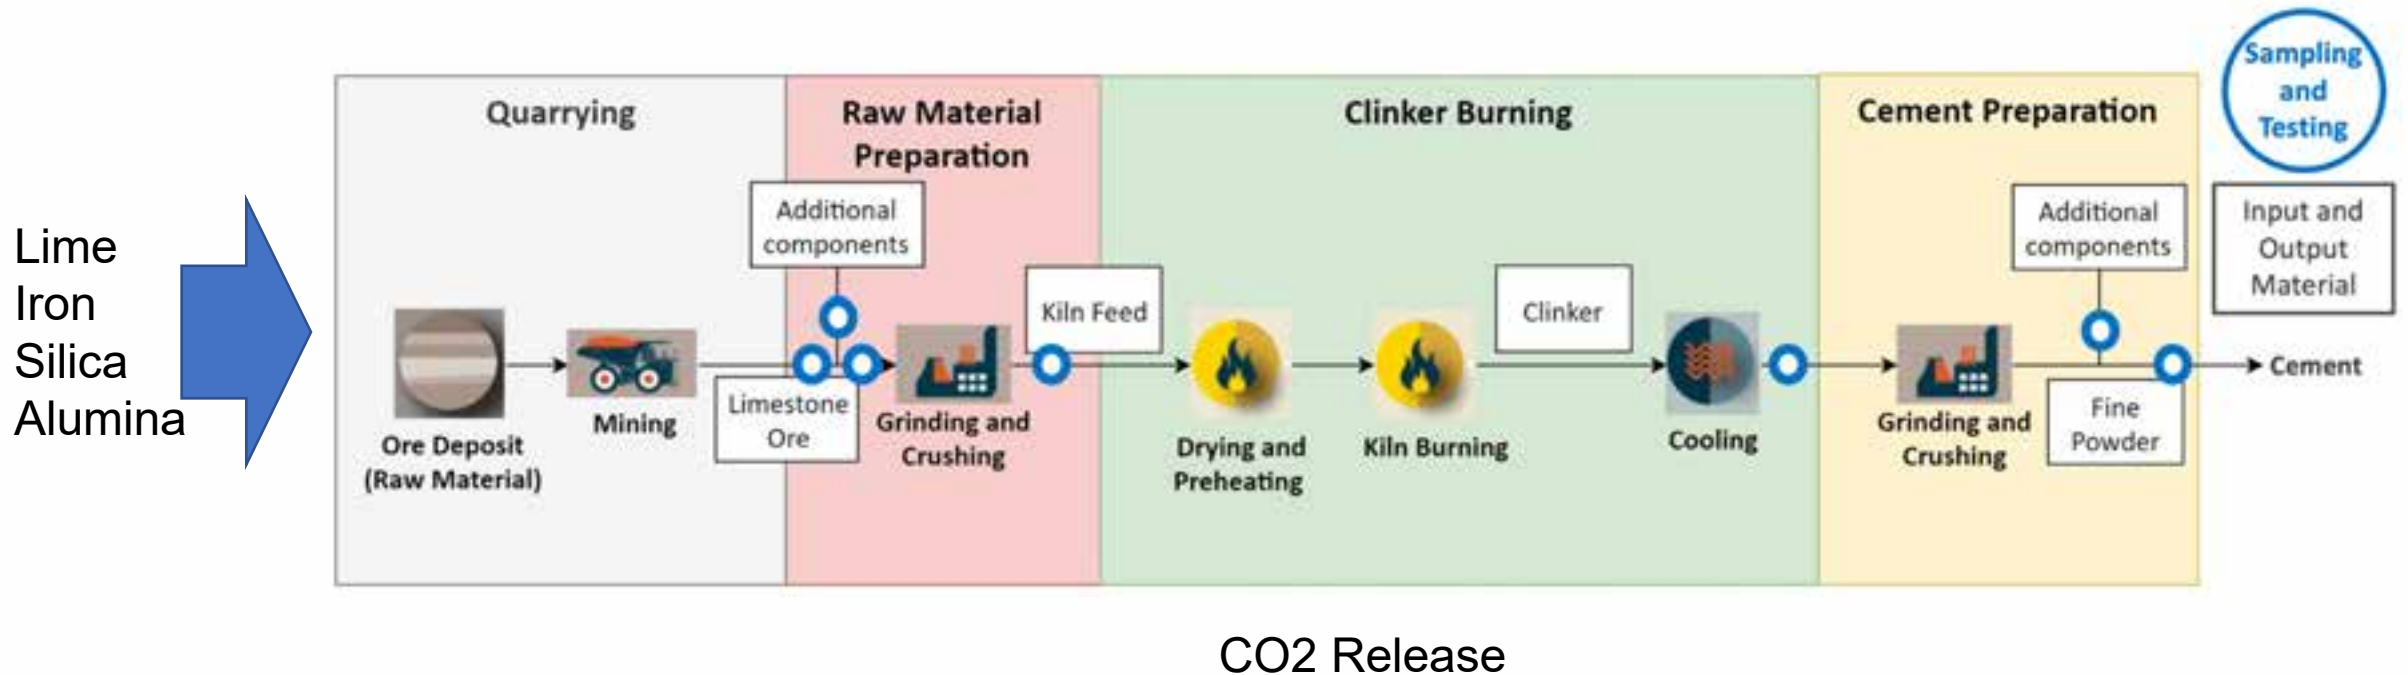 Lime
Iron
Silica
Alumina
Quarrying
Ore Deposit
(Raw Material)
Mining
Limestone
Ore
Raw Material
Preparation
Additional
components
Grinding and
Crushing
Kiln Feed
Clinker Burning
Drying and
Preheating
Kiln Burning
Clinker
Cooling
Cement Preparation
Grinding and
Crushing
Additional
components
Fine
Powder
Sampling
and
Testing
Input and
Output
Material
Cement
CO2 Release